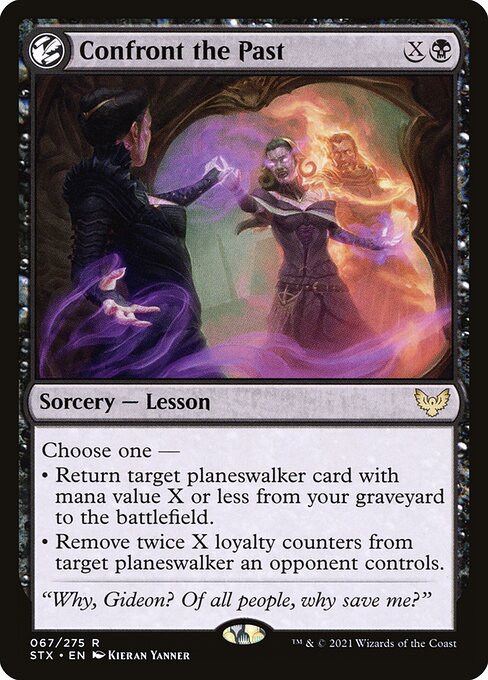 Confront the Past X
Sorcery — Lesson
Choose one —
• Return target planeswalker card with
mana value X or less from your graveyard
to the battlefield.
• Remove twice X loyalty counters from
target planeswalker an opponent controls.
“Why, Gideon? Of all people, why save me?”
067/275 R
STX • EN Kieran Yanner
™ & © 2021 Wizards of the Coast